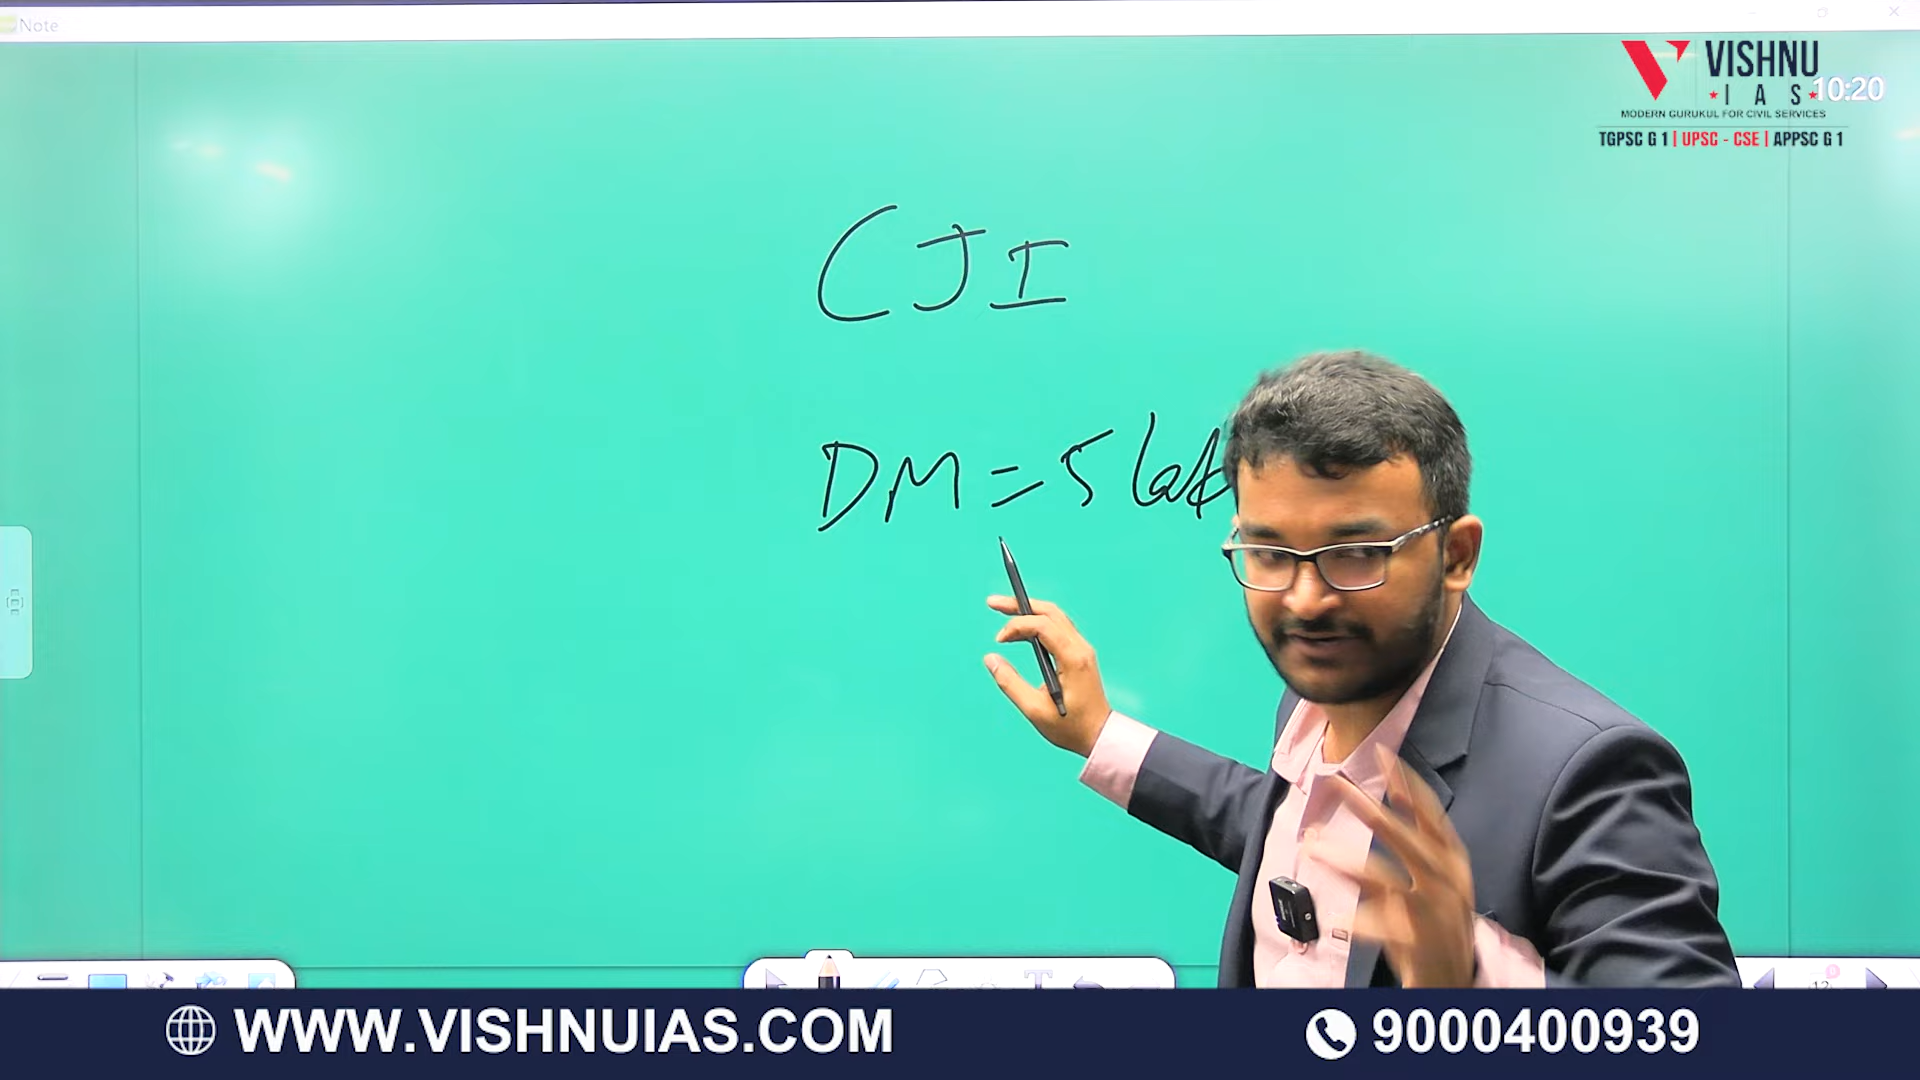 Note
VISHNU
IAS
10:20
MODERN GURUKUL FOR CIVIL SERVICES
TGPSC G 1 | UPSC - CSE | APPSC G 1
CJI
DM = 5
WWW.VISHNUIAS.COM
9000400939